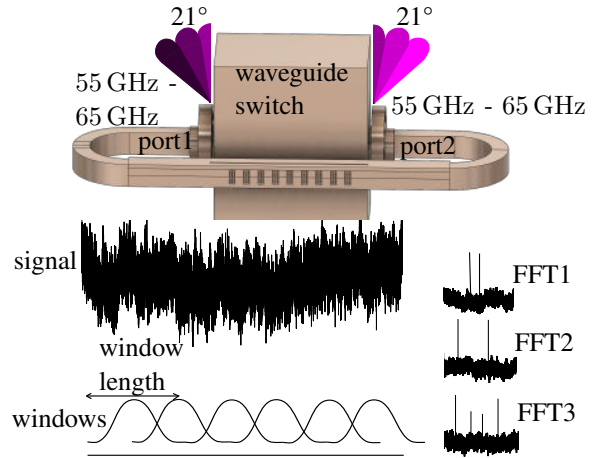 21°
21°
waveguide
switch
55 GHz -
65 GHz
55 GHz - 65 GHz
port1
port2
signal
FFT1
window
length
FFT2
windows
FFT3